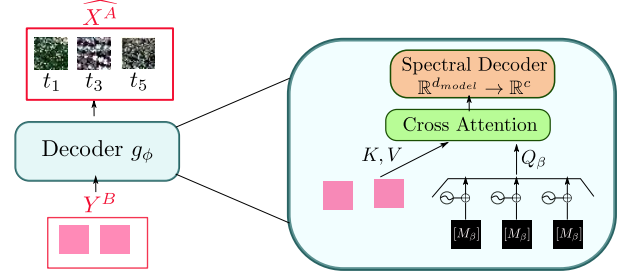 $\widehat{X^A}$
$t_1$ $t_3$ $t_5$
Decoder $g_\phi$
$Y^B$
Spectral Decoder
$\mathbb{R}^{d_{model}} \rightarrow \mathbb{R}^c$
Cross Attention
$K, V$
$Q_\beta$
$[M_\beta]$ $[M_\beta]$ $[M_\beta]$